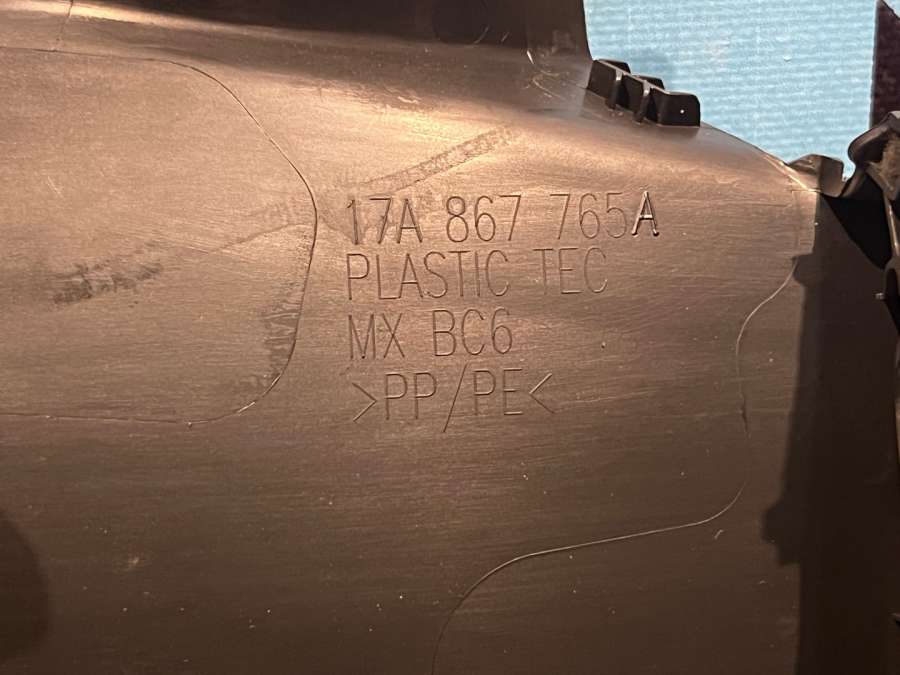 17A 867 765A
PLASTIC TEC
MX BC6
>PP/PE<